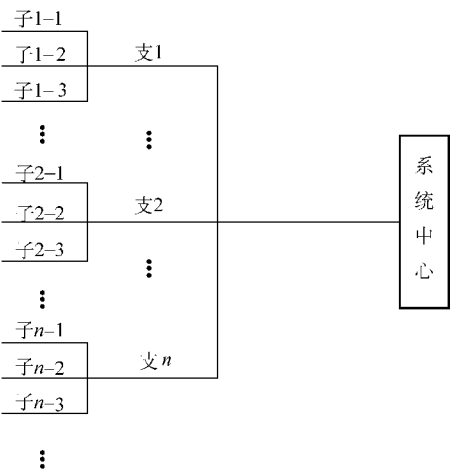 子1-1
支1
子1-2
子1-3
子2-1
支2
子2-2
子2-3
子n-1
支n
子n-2
子n-3
系
统
中
心